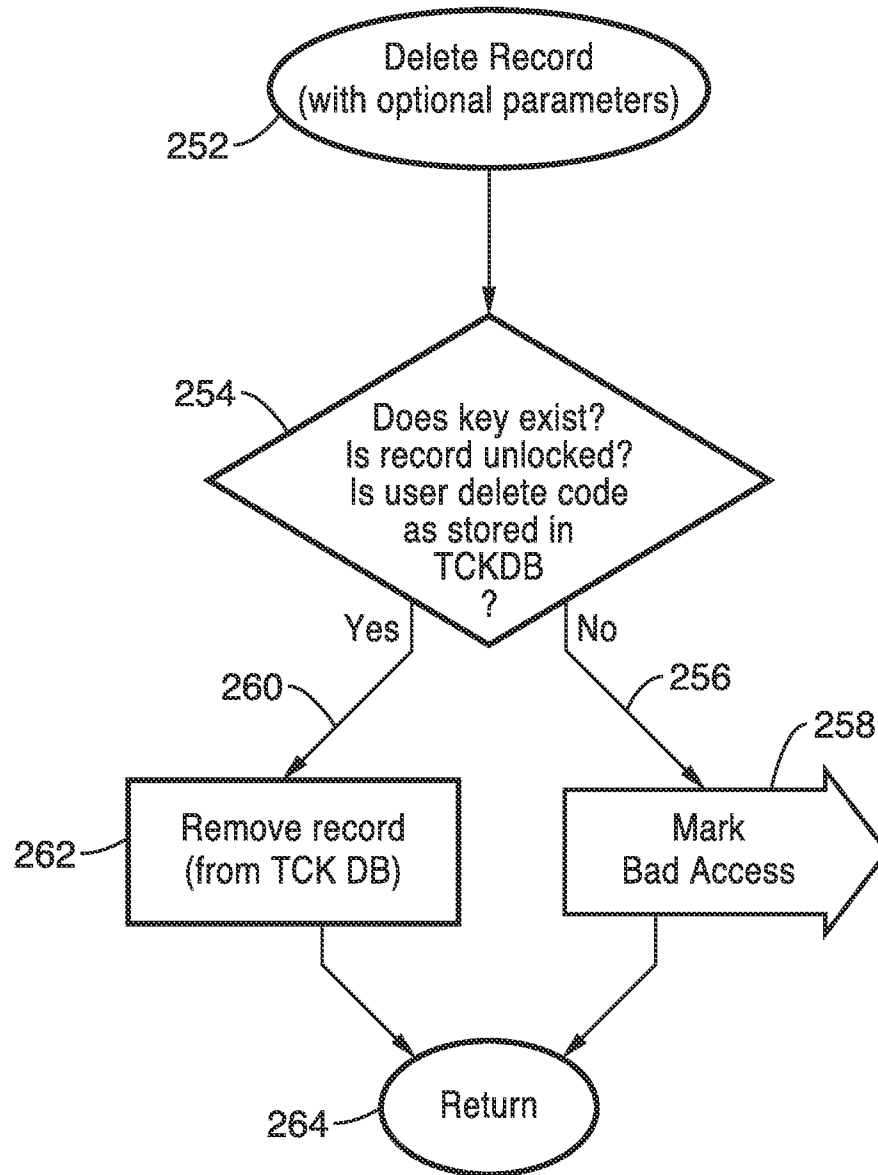 Delete Record
(with optional parameters)
252
254
Does key exist?
Is record unlocked?
Is user delete code
as stored in
TCKDB
?
Yes
No
260
256
258
262
Remove record
(from TCK DB)
Mark
Bad Access
264
Return